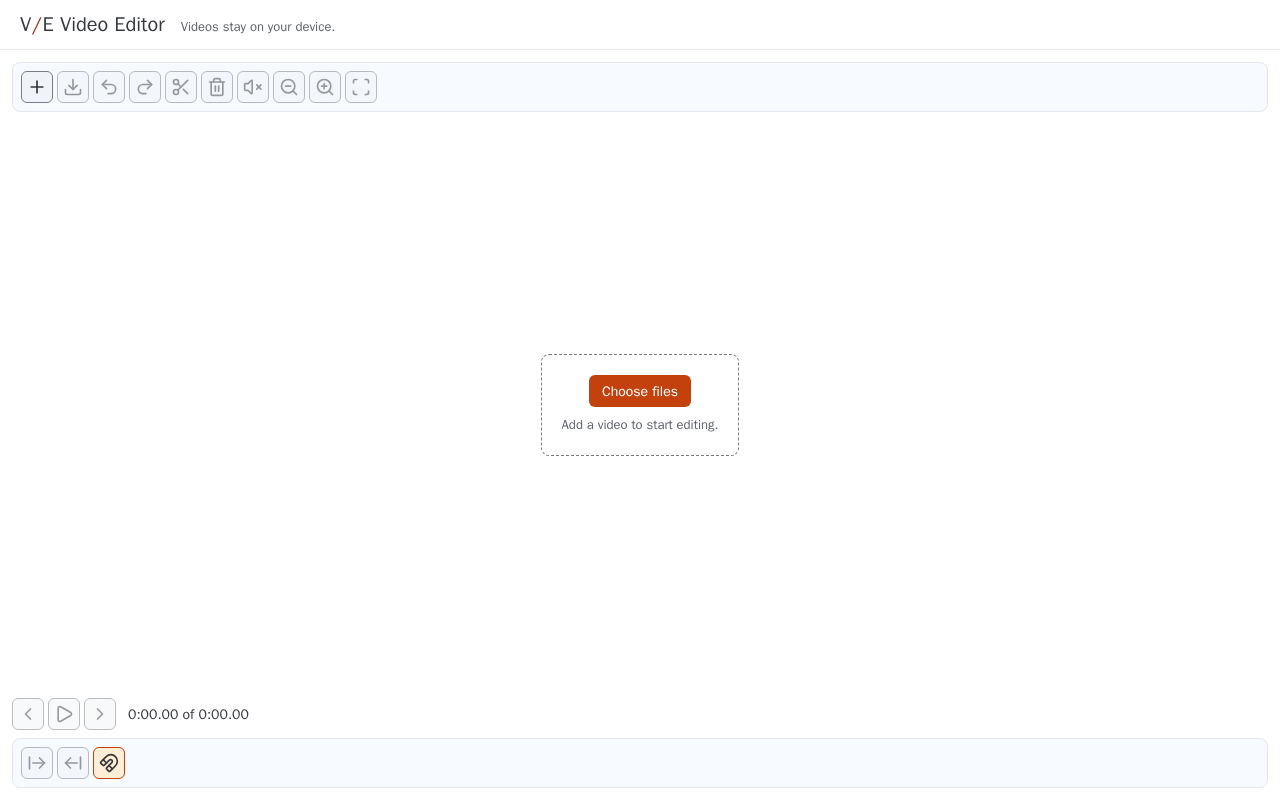 V/E Video Editor
Videos stay on your device.
Choose files
Add a video to start editing.
0:00.00 of 0:00.00